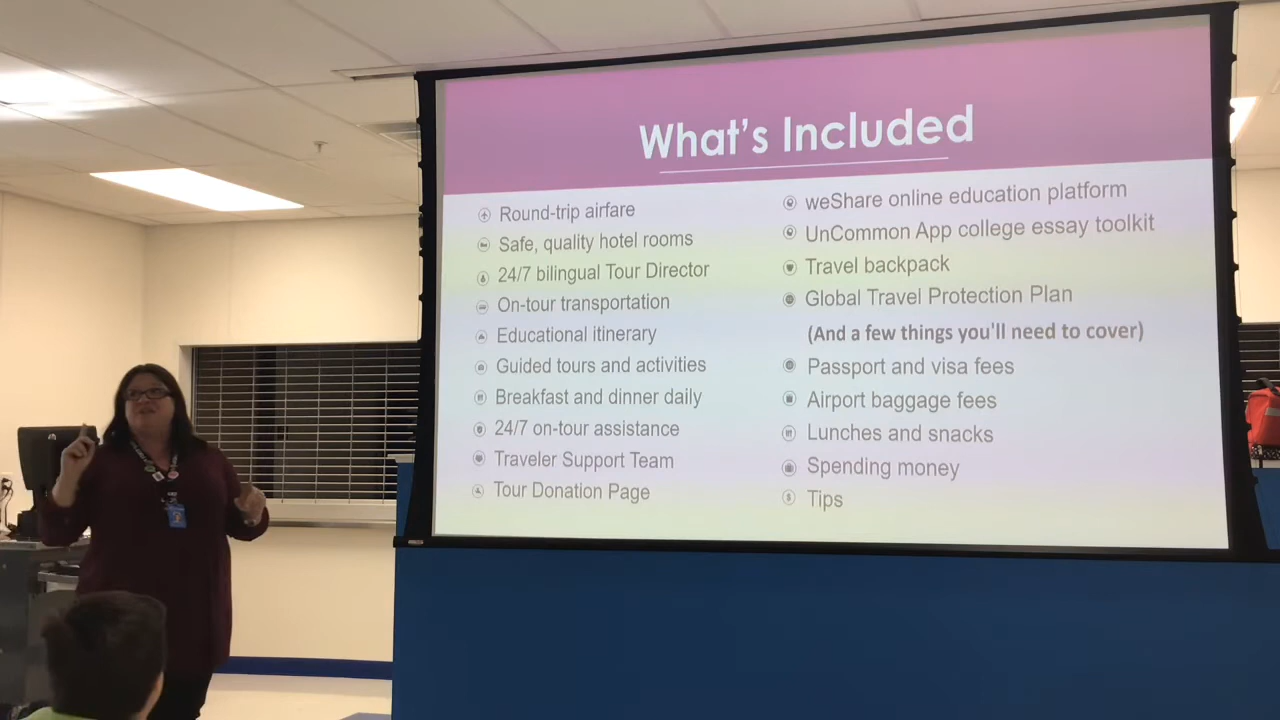 What's Included
Round-trip airfare
Safe, quality hotel rooms
24/7 bilingual Tour Director
On-tour transportation
Educational itinerary
Guided tours and activities
Breakfast and dinner daily
24/7 on-tour assistance
Traveler Support Team
Tour Donation Page
weShare online education platform
UnCommon App college essay toolkit
Travel backpack
Global Travel Protection Plan
(And a few things you'll need to cover)
Passport and visa fees
Airport baggage fees
Lunches and snacks
Spending money
Tips